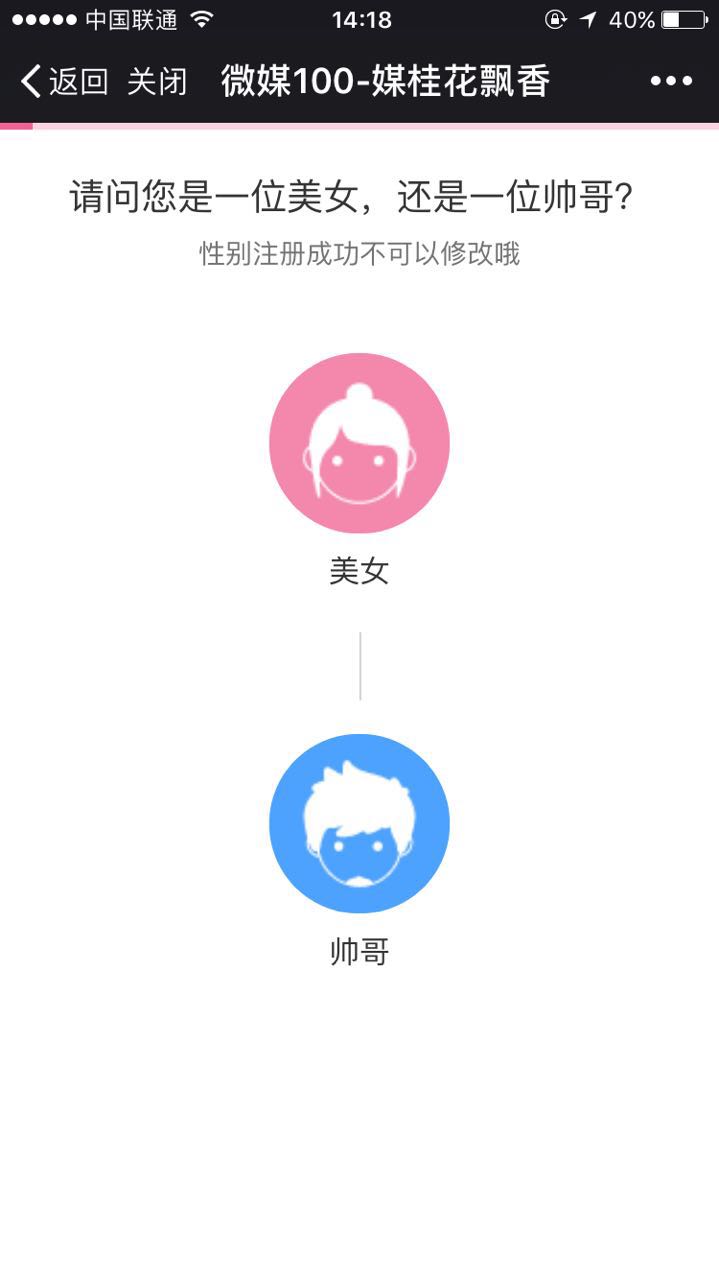 中国联通 14:18 40%
返回 关闭 微媒100-媒桂花飘香
请问您是一位美女，还是一位帅哥？
性别注册成功不可以修改哦
美女
帅哥